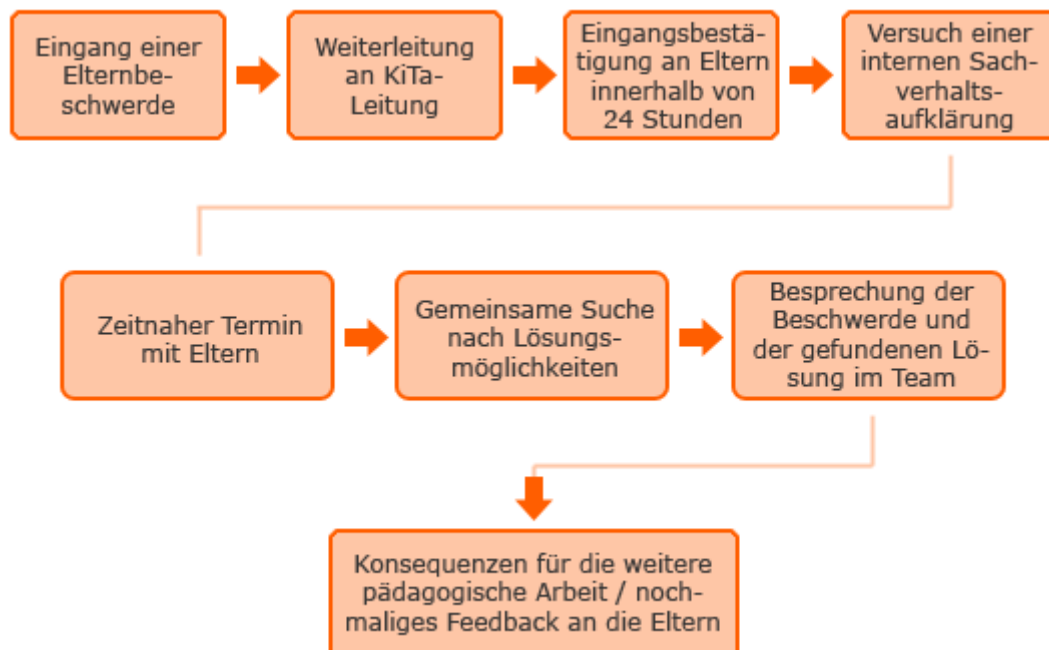 Eingang einer
Elternbe-
schwerde
Weiterleitung
an KiTa-
Leitung
Eingangsbestä-
tigung an Eltern
innerhalb von
24 Stunden
Versuch einer
internen Sach-
verhalts-
aufklärung
Zeitnaher Termin
mit Eltern
Gemeinsame Suche
nach Lösungs-
möglichkeiten
Besprechung der
Beschwerde und
der gefundenen Lö-
sung im Team
Konsequenzen für die weitere
pädagogische Arbeit / noch-
maliges Feedback an die Eltern